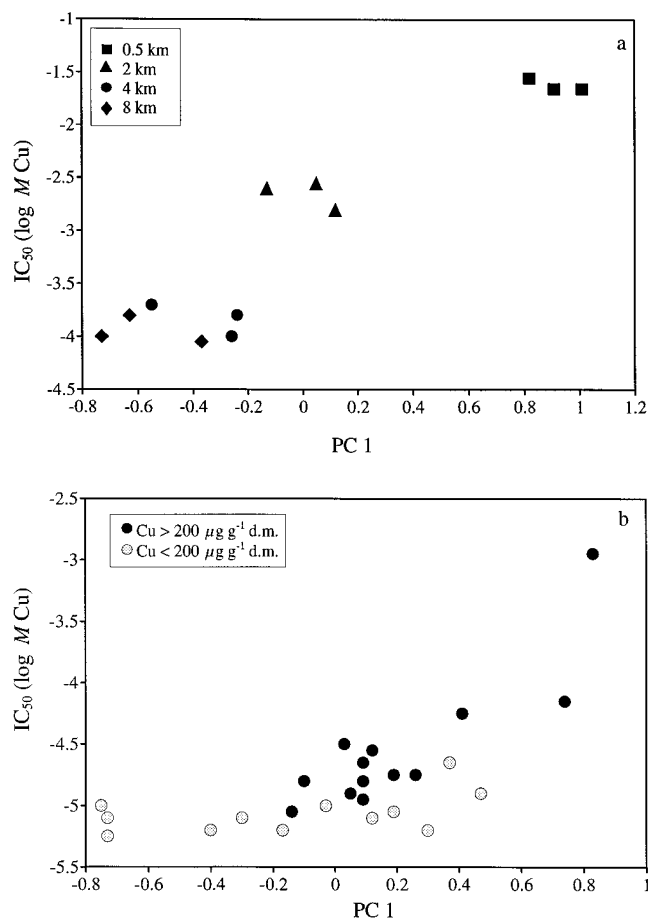 a
0.5 km
2 km
4 km
8 km
-1
-1.5
-2
-2.5
-3
-3.5
-4
-4.5
IC50 (log M Cu)
-0.8 -0.6 -0.4 -0.2 0 0.2 0.4 0.6 0.8 1 1.2
PC 1
b
Cu > 200 µg g-1 d.m.
Cu < 200 µg g-1 d.m.
-2.5
-3
-3.5
-4
-4.5
-5
-5.5
IC50 (log M Cu)
-0.8 -0.6 -0.4 -0.2 0 0.2 0.4 0.6 0.8 1
PC 1